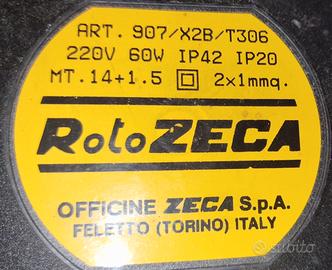 ART. 907/X2B/T306
220V 60W IP42 IP20
MT.14+1.5 2x1mmq.
RotoZECA
OFFICINE ZECA S.p.A.
FELETTO (TORINO) ITALY
subito